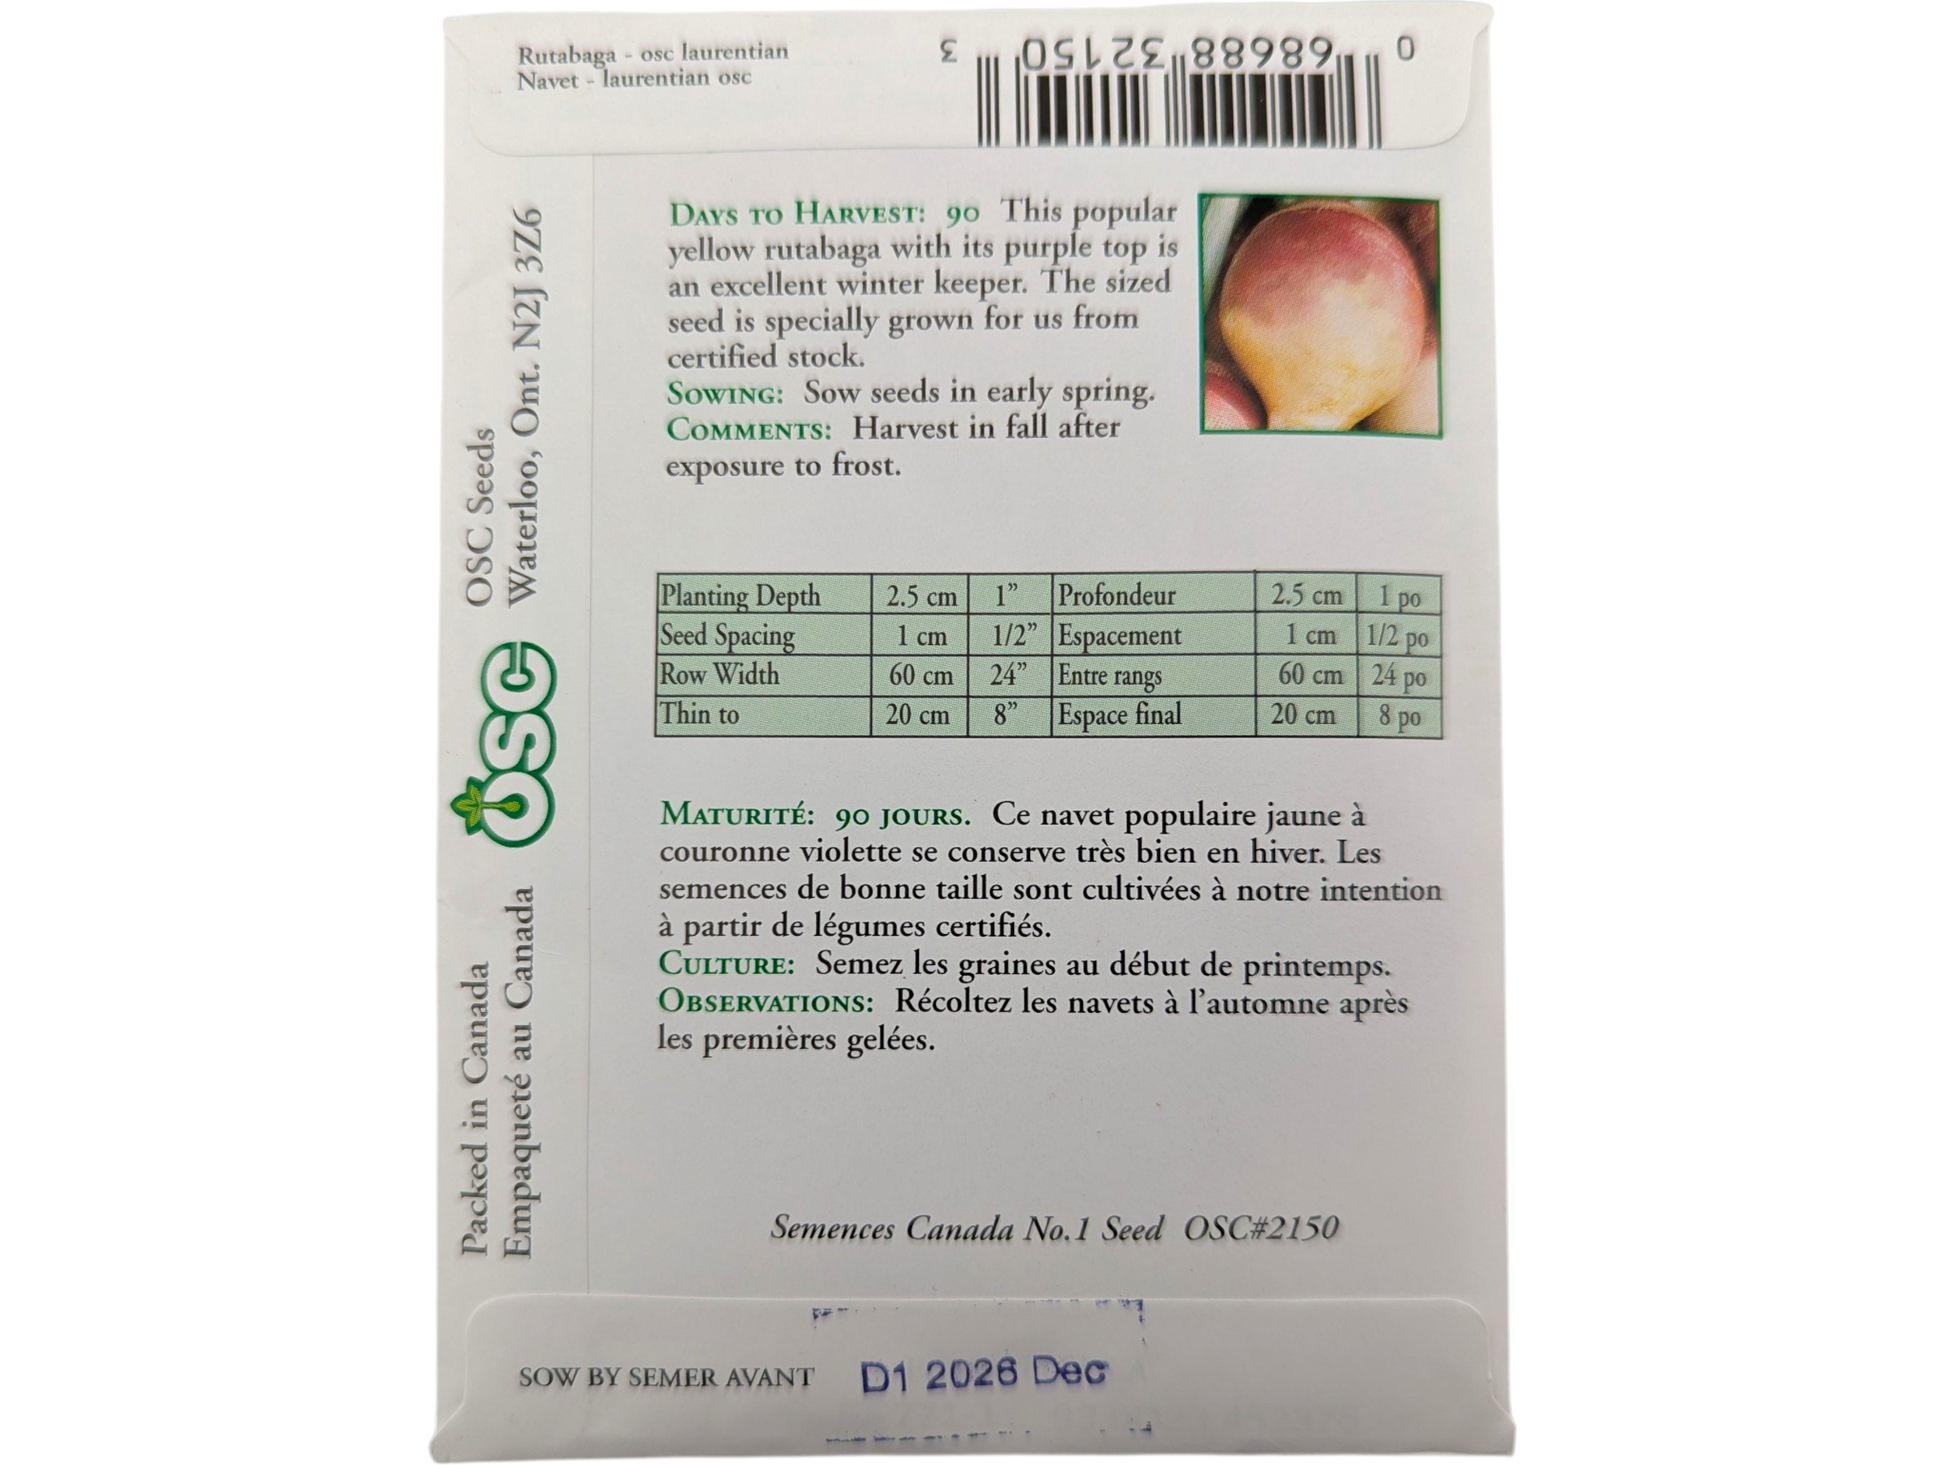 Rutabaga - osc laurentian
Navet - laurentian osc
0 68688 32150 3
DAYS TO HARVEST: 90 This popular
yellow rutabaga with its purple top is
an excellent winter keeper. The sized
seed is specially grown for us from
certified stock.
SOWING: Sow seeds in early spring.
COMMENTS: Harvest in fall after
exposure to frost.
Planting Depth 2.5 cm 1” Profondeur 2.5 cm 1 po
Seed Spacing 1 cm 1/2” Espacement 1 cm 1/2 po
Row Width 60 cm 24” Entre rangs 60 cm 24 po
Thin to 20 cm 8” Espace final 20 cm 8 po
MATURITÉ: 90 JOURS. Ce navet populaire jaune à
couronne violette se conserve très bien en hiver. Les
semences de bonne taille sont cultivées à notre intention
à partir de légumes certifiés.
CULTURE: Semez les graines au début de printemps.
OBSERVATIONS: Récoltez les navets à l’automne après
les premières gelées.
Semences Canada No.1 Seed OSC#2150
SOW BY SEMER AVANT D1 2026 Dec
Packed in Canada
Empaqueté au Canada
OSC
OSC Seeds
Waterloo, Ont. N2J 3Z6